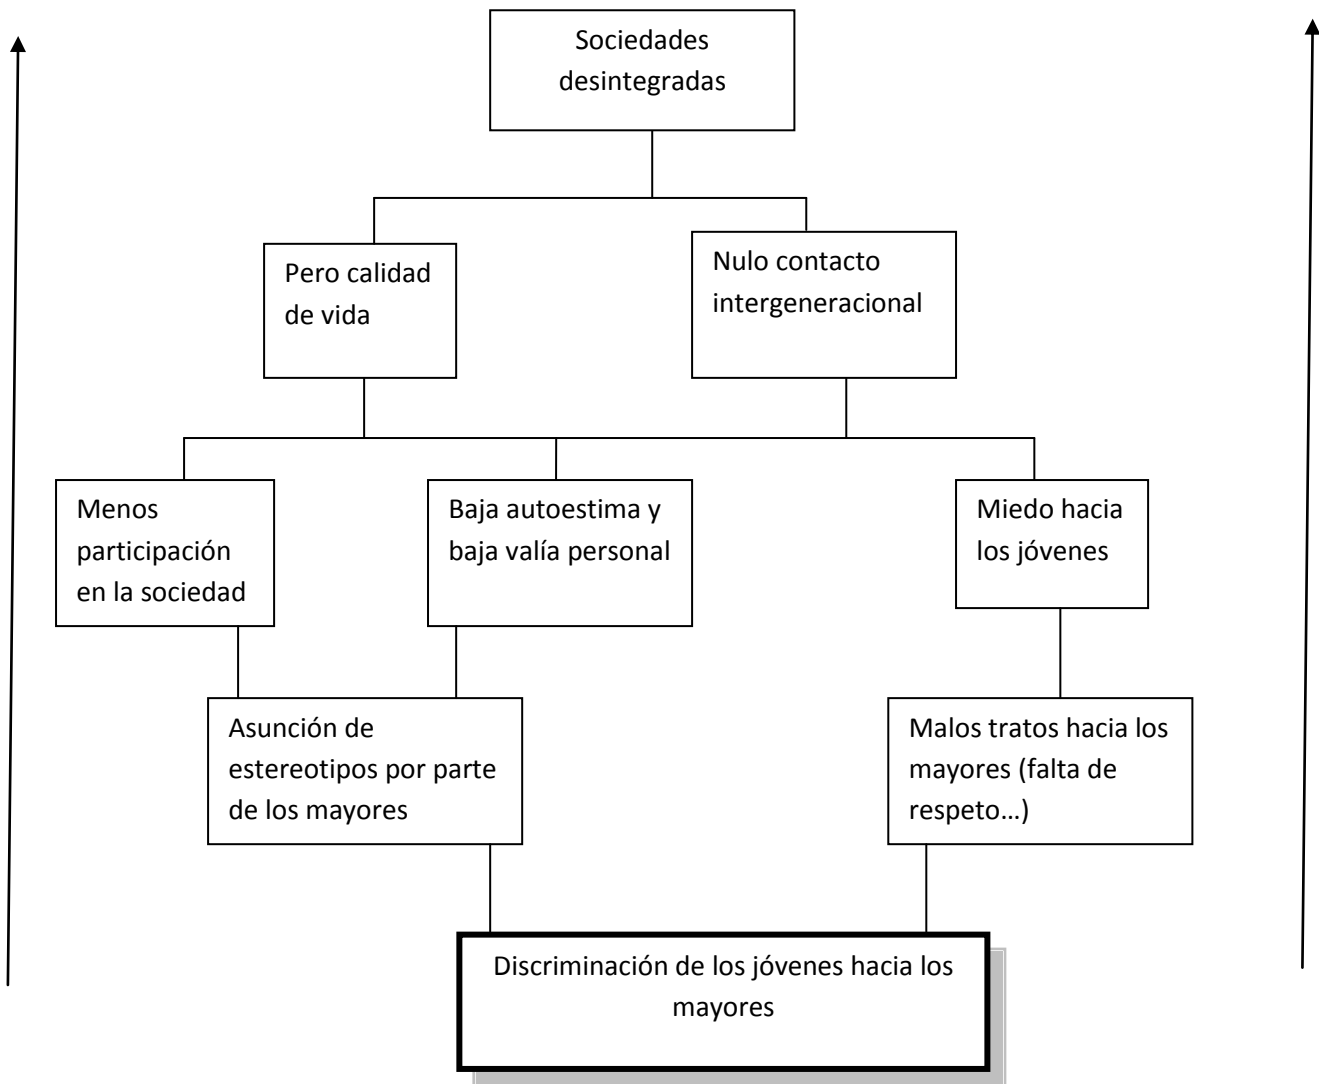 Sociedades
desintegradas
Pero calidad
de vida
Nulo contacto
intergeneracional
Menos
participación
en la sociedad
Baja autoestima y
baja valía personal
Miedo hacia
los jóvenes
Asunción de
estereotipos por parte
de los mayores
Malos tratos hacia los
mayores (falta de
respeto…)
Discriminación de los jóvenes hacia los
mayores